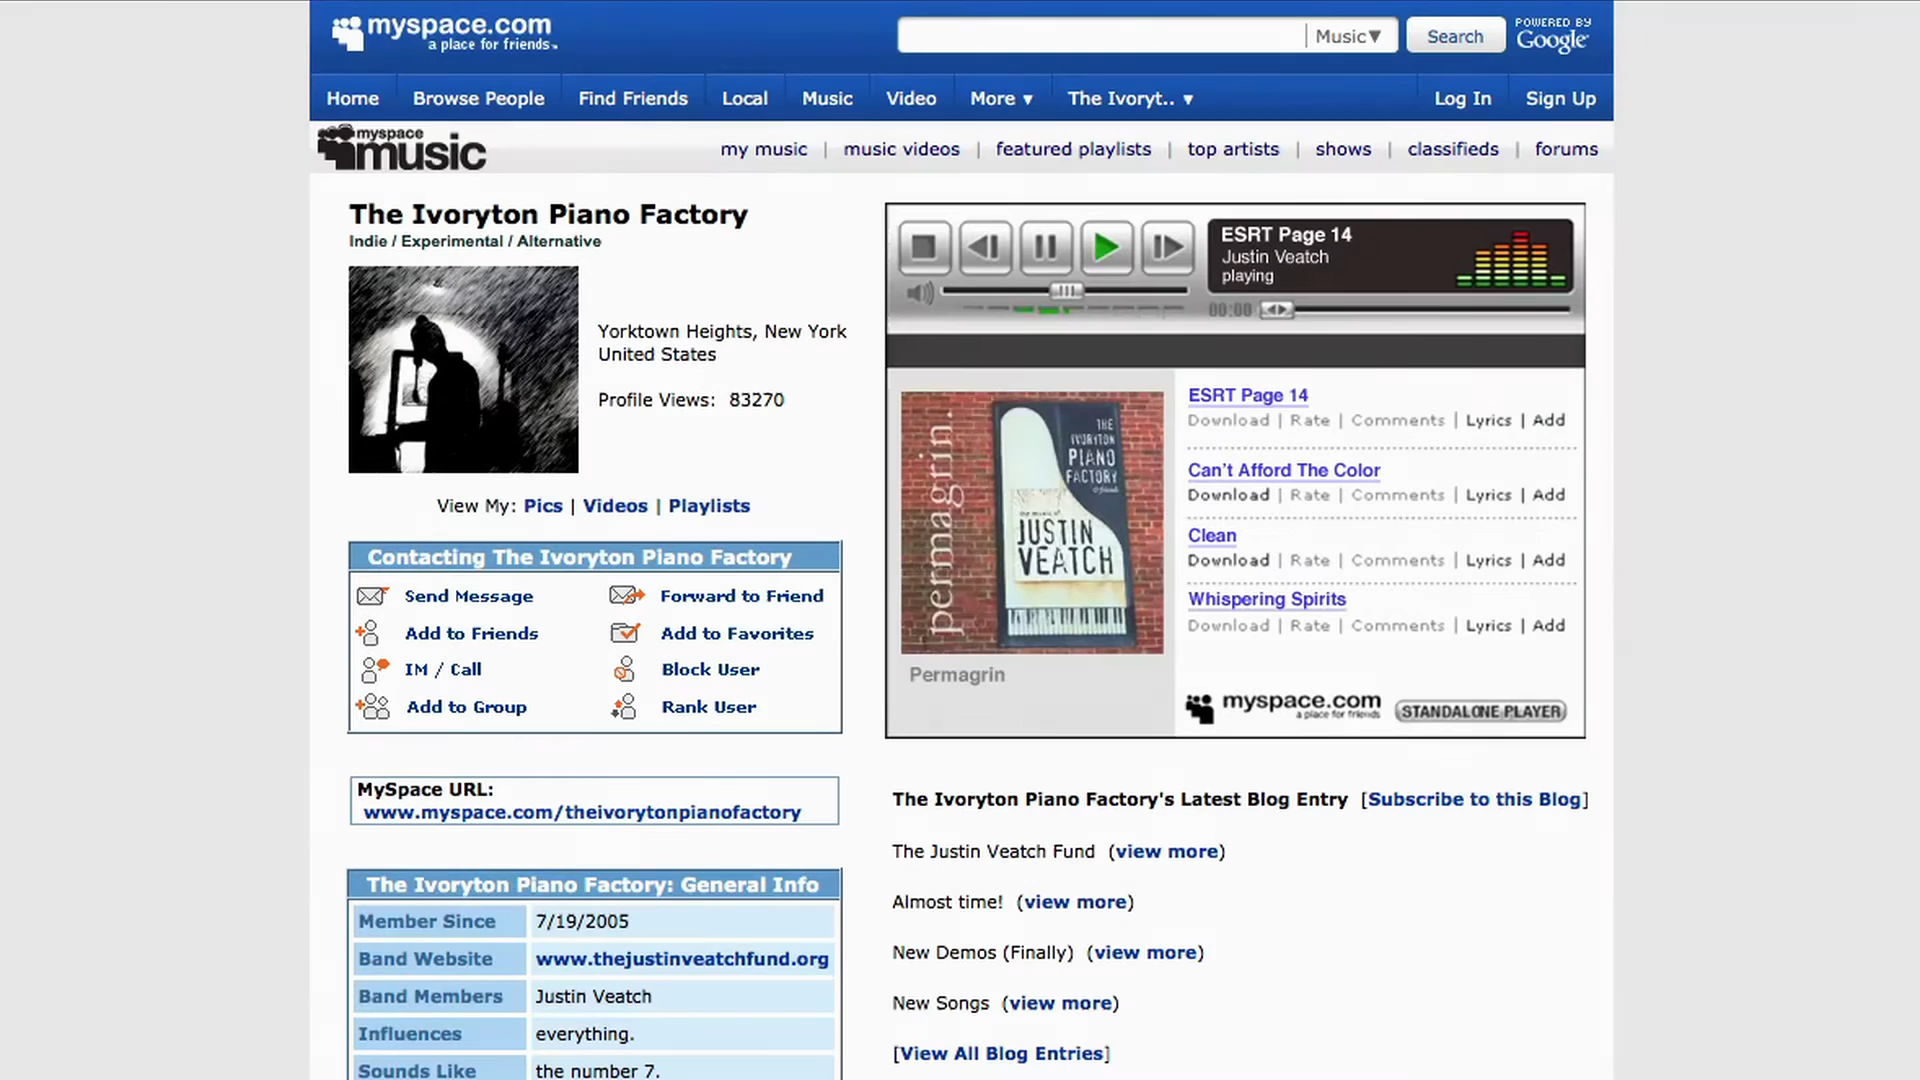 myspace.com
a place for friends
Music▼
Search
POWERED BY
Google
Home
Browse People
Find Friends
Local
Music
Video
More ▼
The Ivoryt.. ▼
Log In
Sign Up
myspace
music
my music | music videos | featured playlists | top artists | shows | classifieds | forums
The Ivoryton Piano Factory
Indie / Experimental / Alternative
Yorktown Heights, New York
United States
Profile Views: 83270
View My: Pics | Videos | Playlists
Contacting The Ivoryton Piano Factory
Send Message
Forward to Friend
Add to Friends
Add to Favorites
IM / Call
Block User
Add to Group
Rank User
MySpace URL:
www.myspace.com/theivorytonpianofactory
The Ivoryton Piano Factory: General Info
Member Since 7/19/2005
Band Website www.thejustinveatchfund.org
Band Members Justin Veatch
Influences everything.
Sounds Like the number 7.
ESRT Page 14
Justin Veatch
playing
00:00
permagrin.
THE
IVORYTON
PIANO
FACTORY
& friends
the music of
JUSTIN
VEATCH
Permagrin
ESRT Page 14
Download | Rate | Comments | Lyrics | Add
Can't Afford The Color
Download | Rate | Comments | Lyrics | Add
Clean
Download | Rate | Comments | Lyrics | Add
Whispering Spirits
Download | Rate | Comments | Lyrics | Add
myspace.com
a place for friends
STANDALONE PLAYER
The Ivoryton Piano Factory's Latest Blog Entry [Subscribe to this Blog]
The Justin Veatch Fund (view more)
Almost time! (view more)
New Demos (Finally) (view more)
New Songs (view more)
[View All Blog Entries]